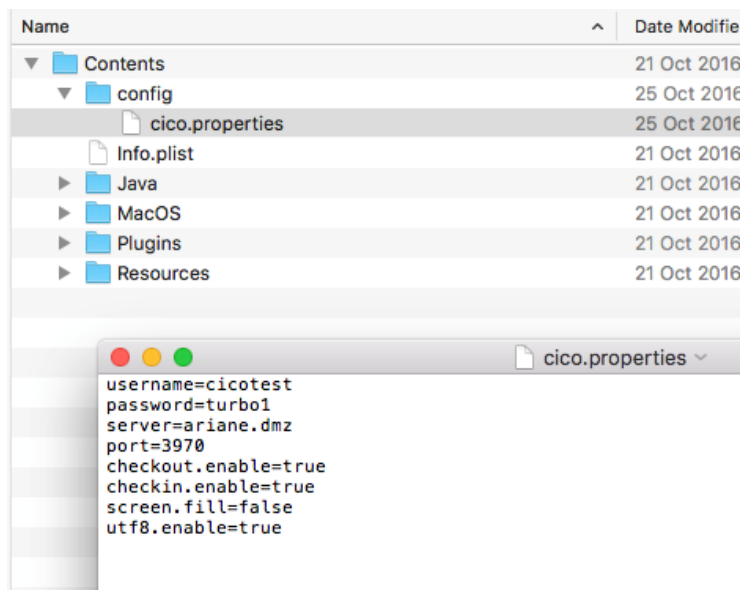 Name Date Modifie
Contents 21 Oct 2016
config 25 Oct 2016
cico.properties 25 Oct 2016
Info.plist 21 Oct 2016
Java 21 Oct 2016
MacOS 21 Oct 2016
Plugins 21 Oct 2016
Resources 21 Oct 2016
cico.properties
username=cicotest
password=turbo1
server=ariane.dmz
port=3970
checkout.enable=true
checkin.enable=true
screen.fill=false
utf8.enable=true